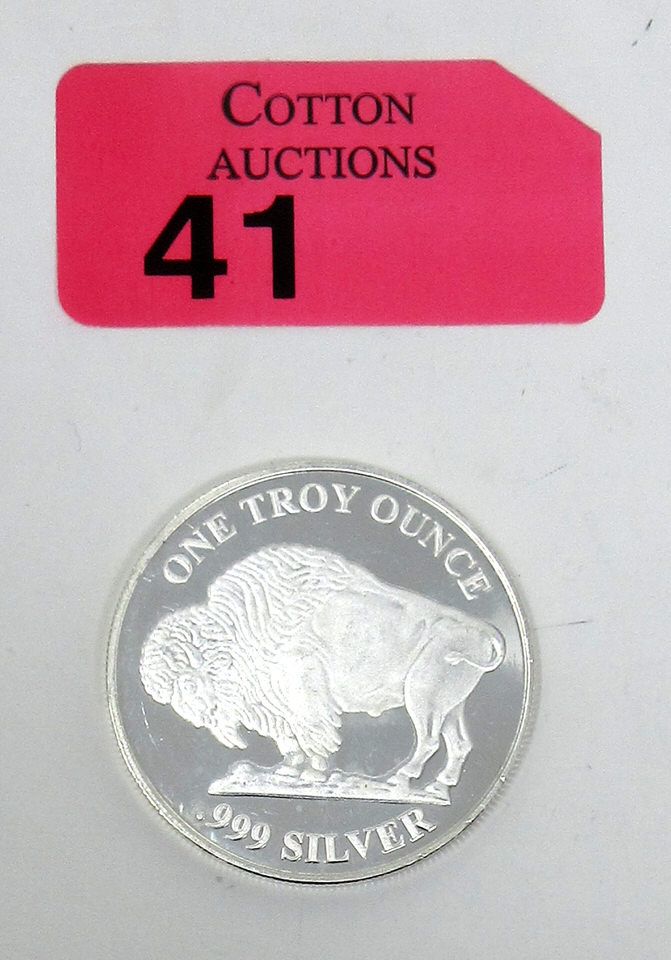 COTTON
AUCTIONS
41
ONE TROY OUNCE
.999 SILVER